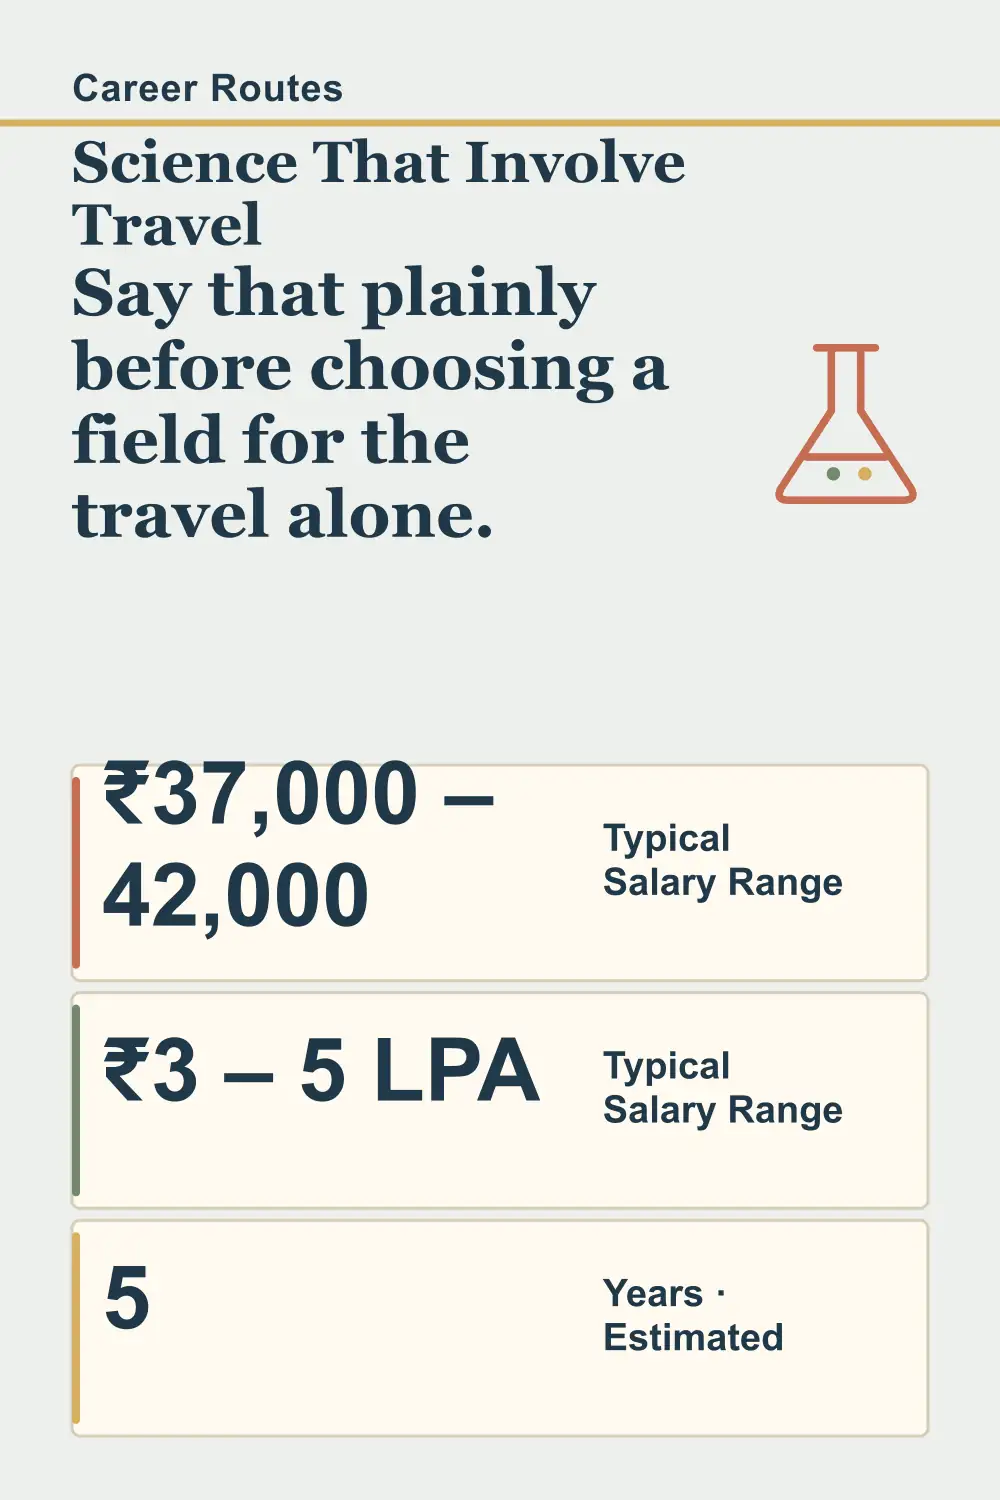 Career Routes
Science That Involve
Travel
Say that plainly
before choosing a
field for the
travel alone.
₹37,000 –
42,000
Typical
Salary Range
₹3 – 5 LPA
Typical
Salary Range
5
Years ·
Estimated